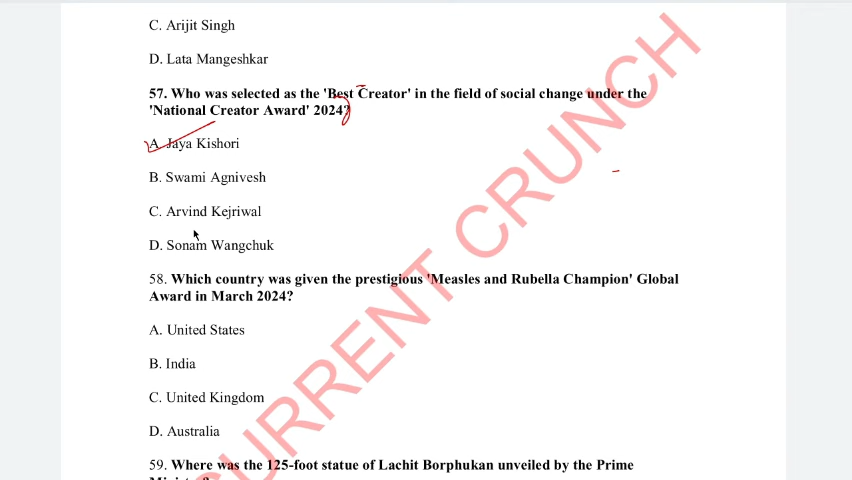 C. Arijit Singh
D. Lata Mangeshkar
57. Who was selected as the 'Best Creator' in the field of social change under the
'National Creator Award' 2024?
A. Jaya Kishori
B. Swami Agnivesh
C. Arvind Kejriwal
D. Sonam Wangchuk
58. Which country was given the prestigious 'Measles and Rubella Champion' Global
Award in March 2024?
A. United States
B. India
C. United Kingdom
D. Australia
59. Where was the 125-foot statue of Lachit Borphukan unveiled by the Prime
CURRENT CRUNCH